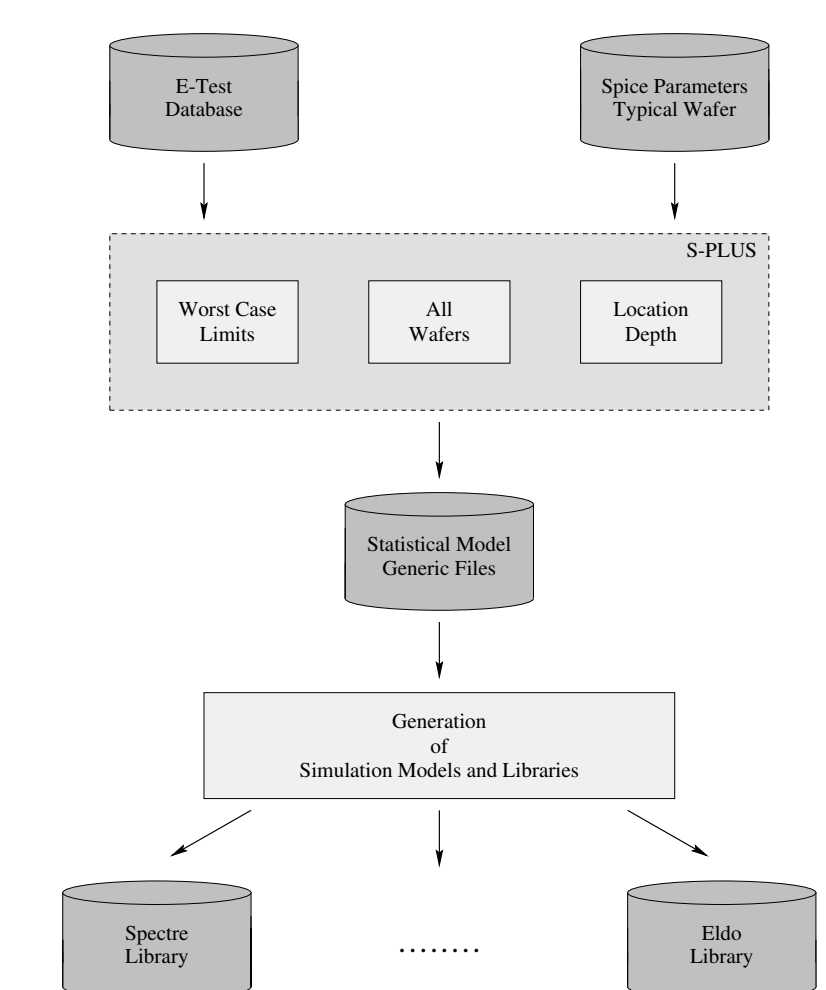 E-Test
Database
Spice Parameters
Typical Wafer
S-PLUS
Worst Case
Limits
All
Wafers
Location
Depth
Statistical Model
Generic Files
Generation
of
Simulation Models and Libraries
Spectre
Library
........
Eldo
Library